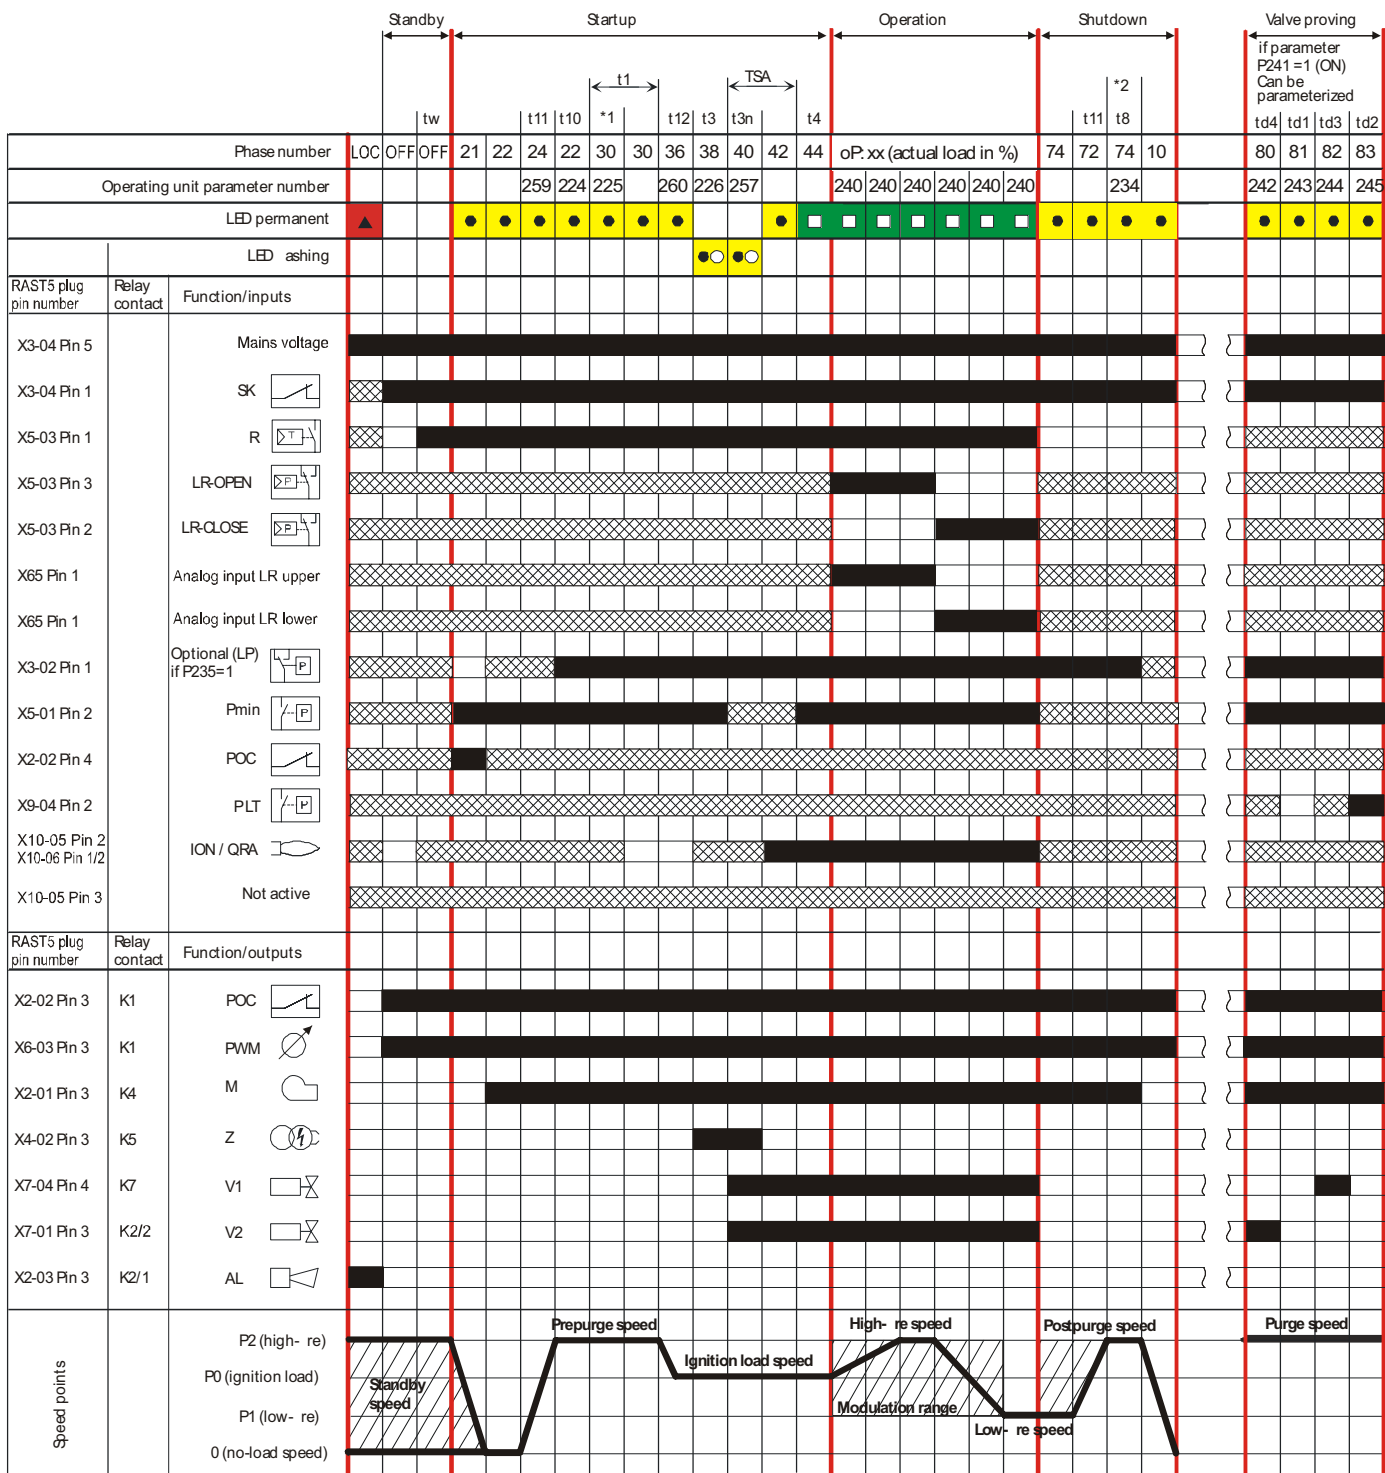 Standby Startup Operation Shutdown Valve proving
if parameter
P241 =1 (ON)
Can be
parameterized
t1 TSA *2
tw t11 t10 *1 t12 t3 t3n t4 t11 t8 td4 td1 td3 td2
Phase number LOC OFF OFF 21 22 24 22 30 30 36 38 40 42 44 oP: xx (actual load in %) 74 72 74 10 80 81 82 83
Operating unit parameter number 259 224 225 260 226 257 240 240 240 240 240 240 234 242 243 244 245
LED permanent
LED ashing
RAST5 plug
pin number
Relay
contact
Function/inputs
X3-04 Pin 5 Mains voltage
X3-04 Pin 1 SK
X5-03 Pin 1 R T
X5-03 Pin 3 LR-OPEN P
X5-03 Pin 2 LR-CLOSE P
X65 Pin 1 Analog input LR upper
X65 Pin 1 Analog input LR lower
X3-02 Pin 1 Optional (LP)
if P235=1 P
X5-01 Pin 2 Pmin P
X2-02 Pin 4 POC
X9-04 Pin 2 PLT P
X10-05 Pin 2
X10-06 Pin 1/2 ION / QRA
X10-05 Pin 3 Not active
RAST5 plug
pin number
Relay
contact
Function/outputs
X2-02 Pin 3 K1 POC
X6-03 Pin 3 K1 PWM
X2-01 Pin 3 K4 M
X4-02 Pin 3 K5 Z
X7-04 Pin 4 K7 V1
X7-01 Pin 3 K2/2 V2
X2-03 Pin 3 K2/1 AL
Speed points
P2 (high- re)
P0 (ignition load)
P1 (low- re)
0 (no-load speed)
Standby
speed
Prepurge speed
Ignition load speed
High- re speed
Modulation range
Low- re speed
Postpurge speed
Purge speed